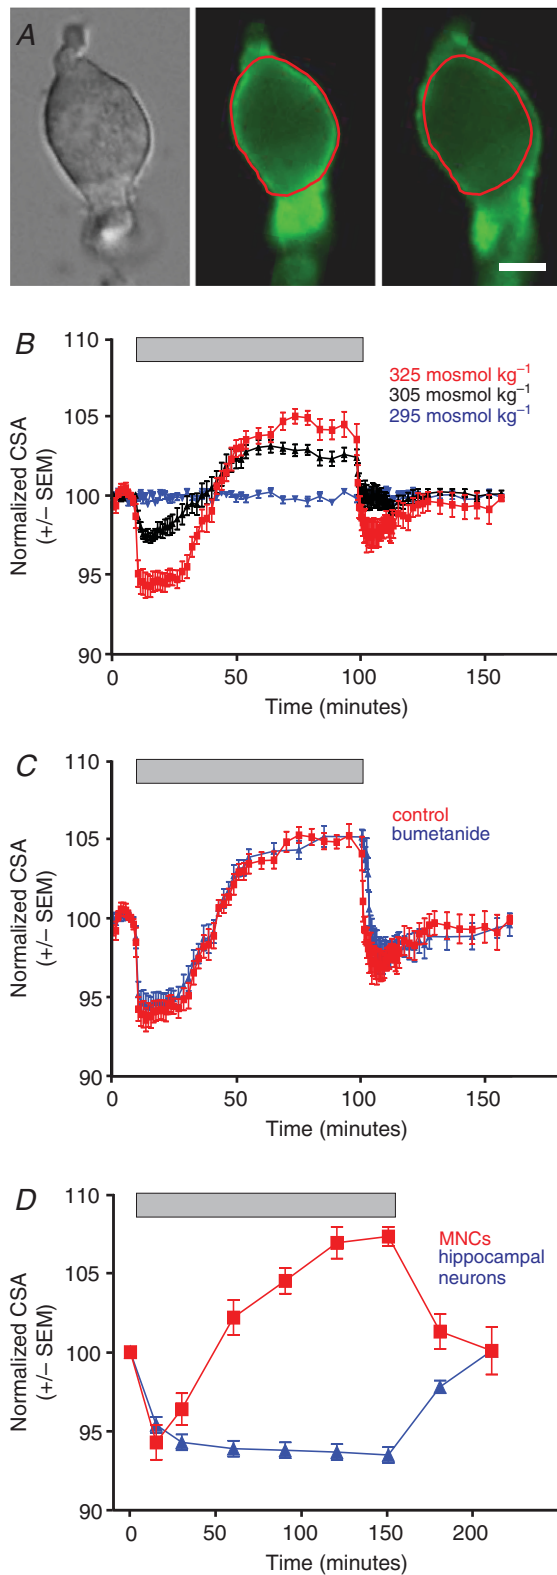 A
B
110
105
100
95
90
Normalized CSA
(+/− SEM)
325 mosmol kg⁻¹
305 mosmol kg⁻¹
295 mosmol kg⁻¹
0
50
100
150
Time (minutes)
C
110
105
100
95
90
Normalized CSA
(+/− SEM)
control
bumetanide
0
50
100
150
Time (minutes)
D
110
105
100
95
90
Normalized CSA
(+/− SEM)
MNCs
hippocampal
neurons
0
50
100
150
200
Time (minutes)